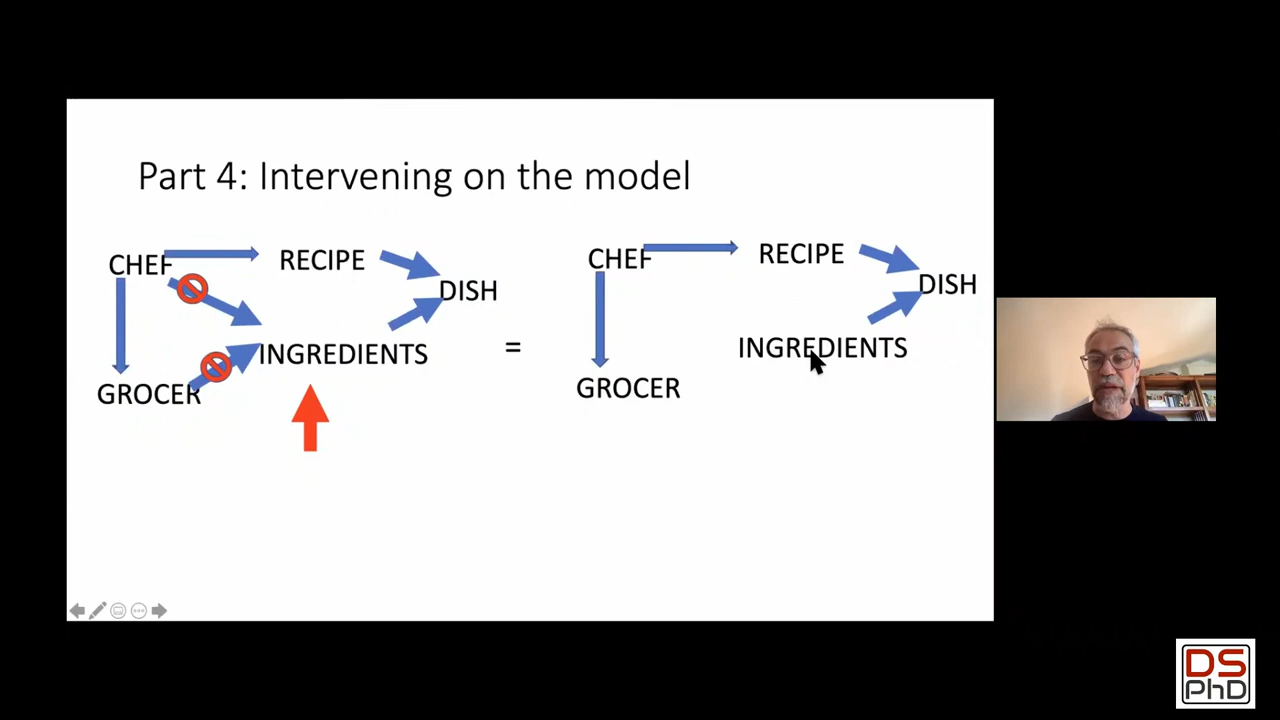 Part 4: Intervening on the model
CHEF
RECIPE
DISH
INGREDIENTS
GROCER
=
CHEF
RECIPE
DISH
INGREDIENTS
GROCER
DS
PhD